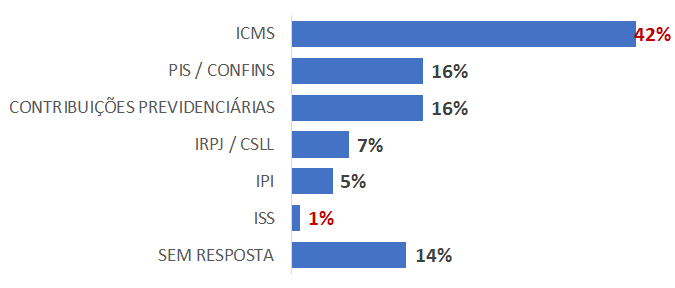 ICMS 42%
PIS / CONFINS 16%
CONTRIBUIÇÕES PREVIDENCIÁRIAS 16%
IRPJ / CSLL 7%
IPI 5%
ISS 1%
SEM RESPOSTA 14%